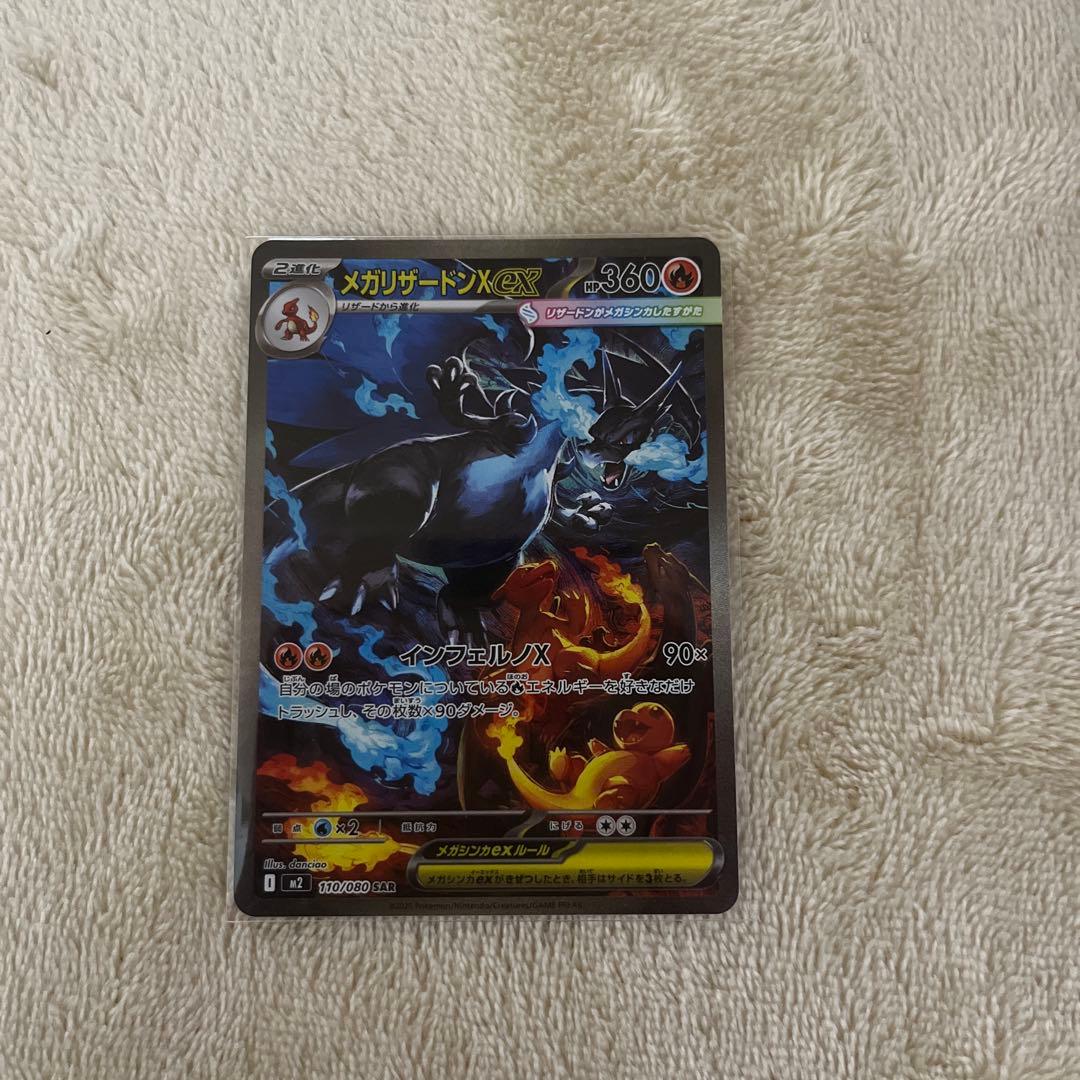 2進化
メガリザードンXex
HP360
リザードから進化
リザードンがメガシンカしたすがた
インフェルノX 90×
自分の場のポケモンについているエネルギーを好きなだけ
トラッシュし、その枚数×90ダメージ。
弱点 ×2 抵抗力 にげる
メガシンカexルール
メガシンカexがきぜつしたとき、相手はサイドを3枚とる。
Illus. danciao
I M2 110/080 SAR
©2025 Pokémon/Nintendo/Creatures/GAME FREAK